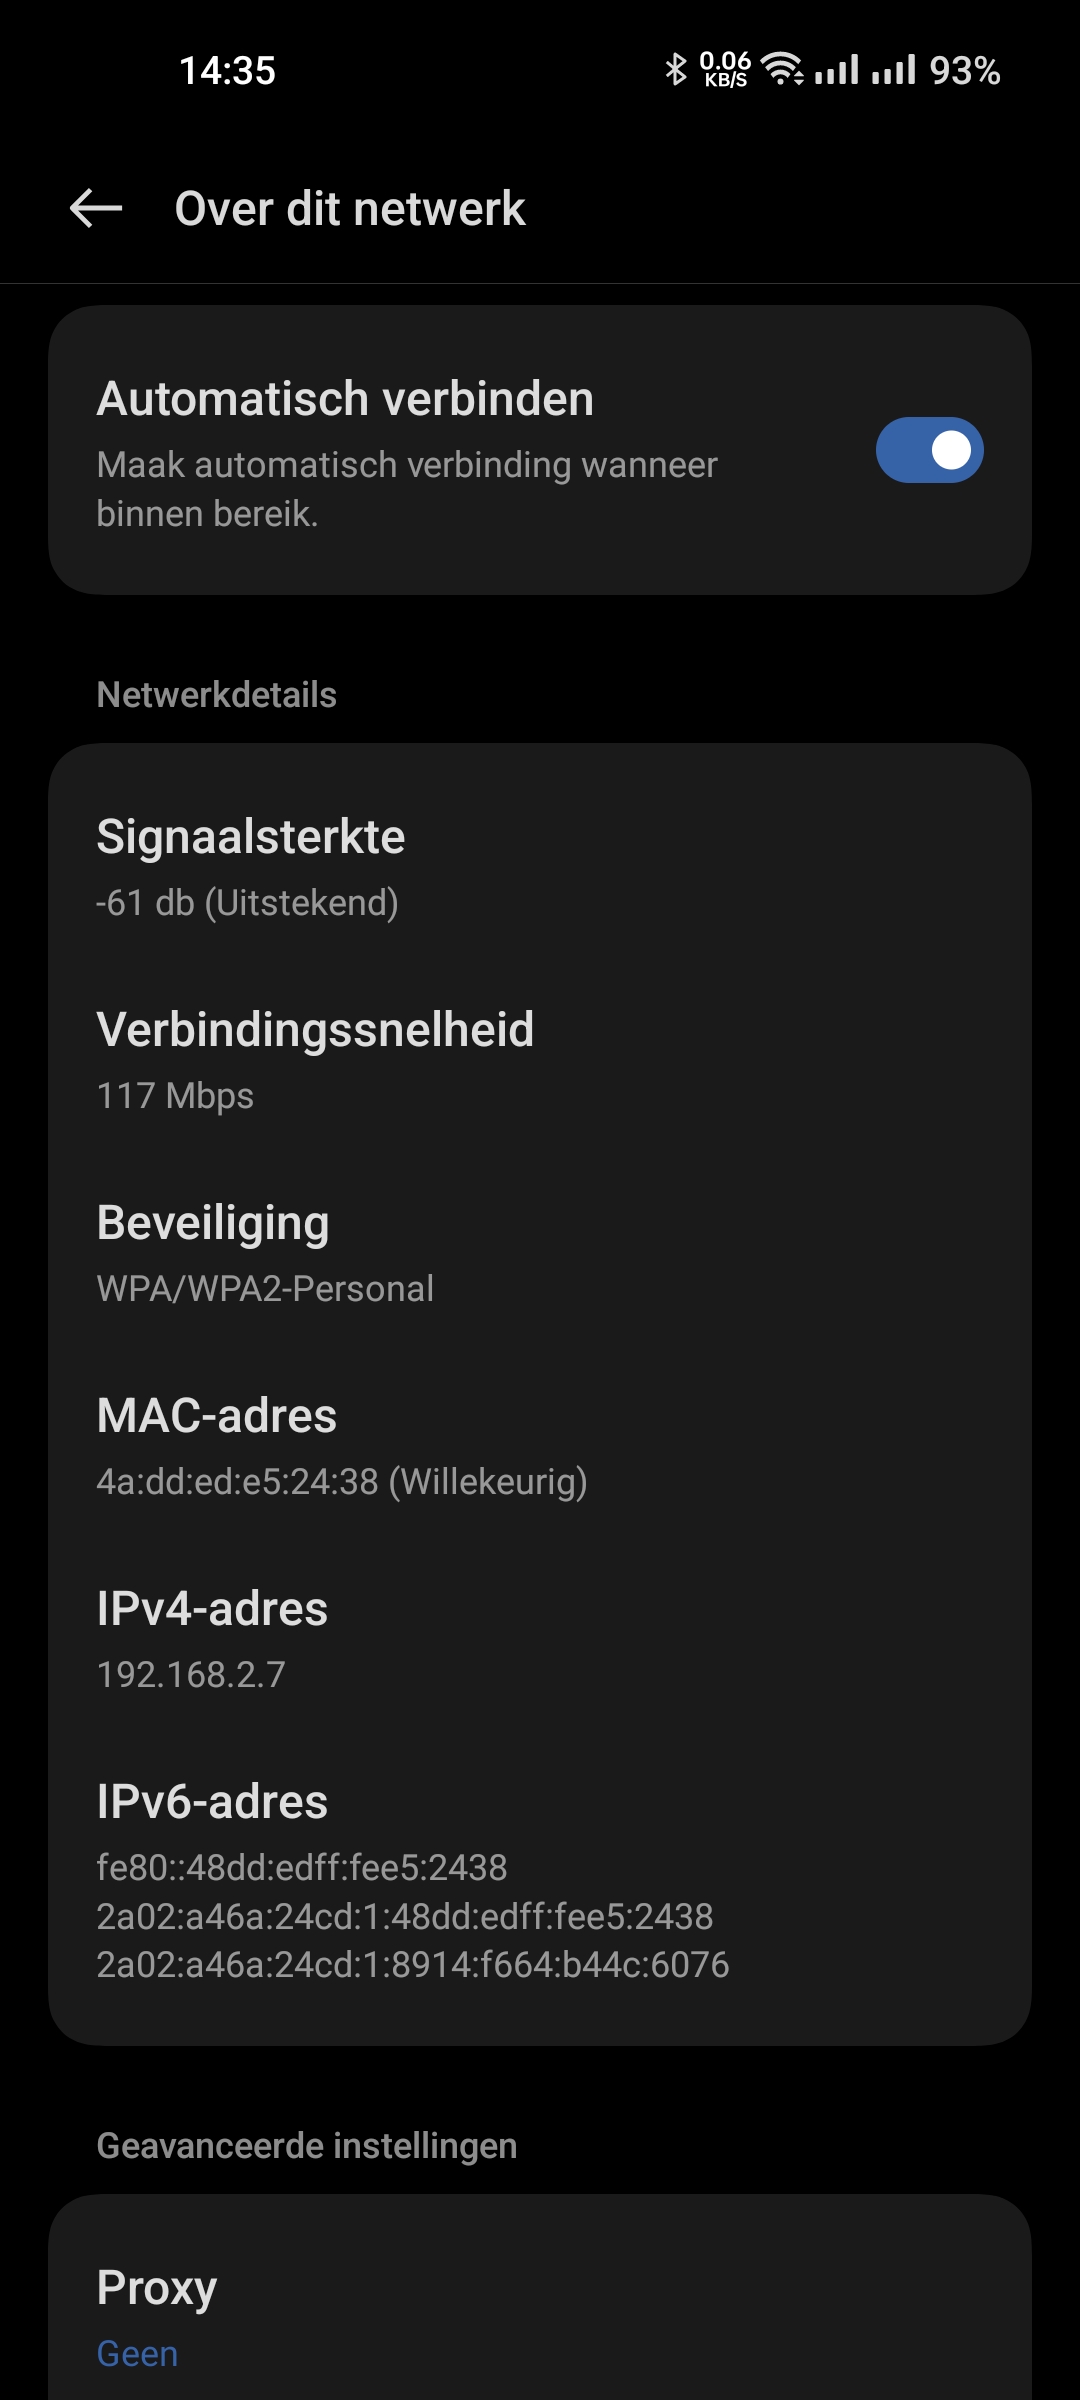 14:35
0.06
KB/S
93%
Over dit netwerk
Automatisch verbinden
Maak automatisch verbinding wanneer
binnen bereik.
Netwerkdetails
Signaalsterkte
-61 db (Uitstekend)
Verbindingssnelheid
117 Mbps
Beveiliging
WPA/WPA2-Personal
MAC-adres
4a:dd:ed:e5:24:38 (Willekeurig)
IPv4-adres
192.168.2.7
IPv6-adres
fe80::48dd:edff:fee5:2438
2a02:a46a:24cd:1:48dd:edff:fee5:2438
2a02:a46a:24cd:1:8914:f664:b44c:6076
Geavanceerde instellingen
Proxy
Geen